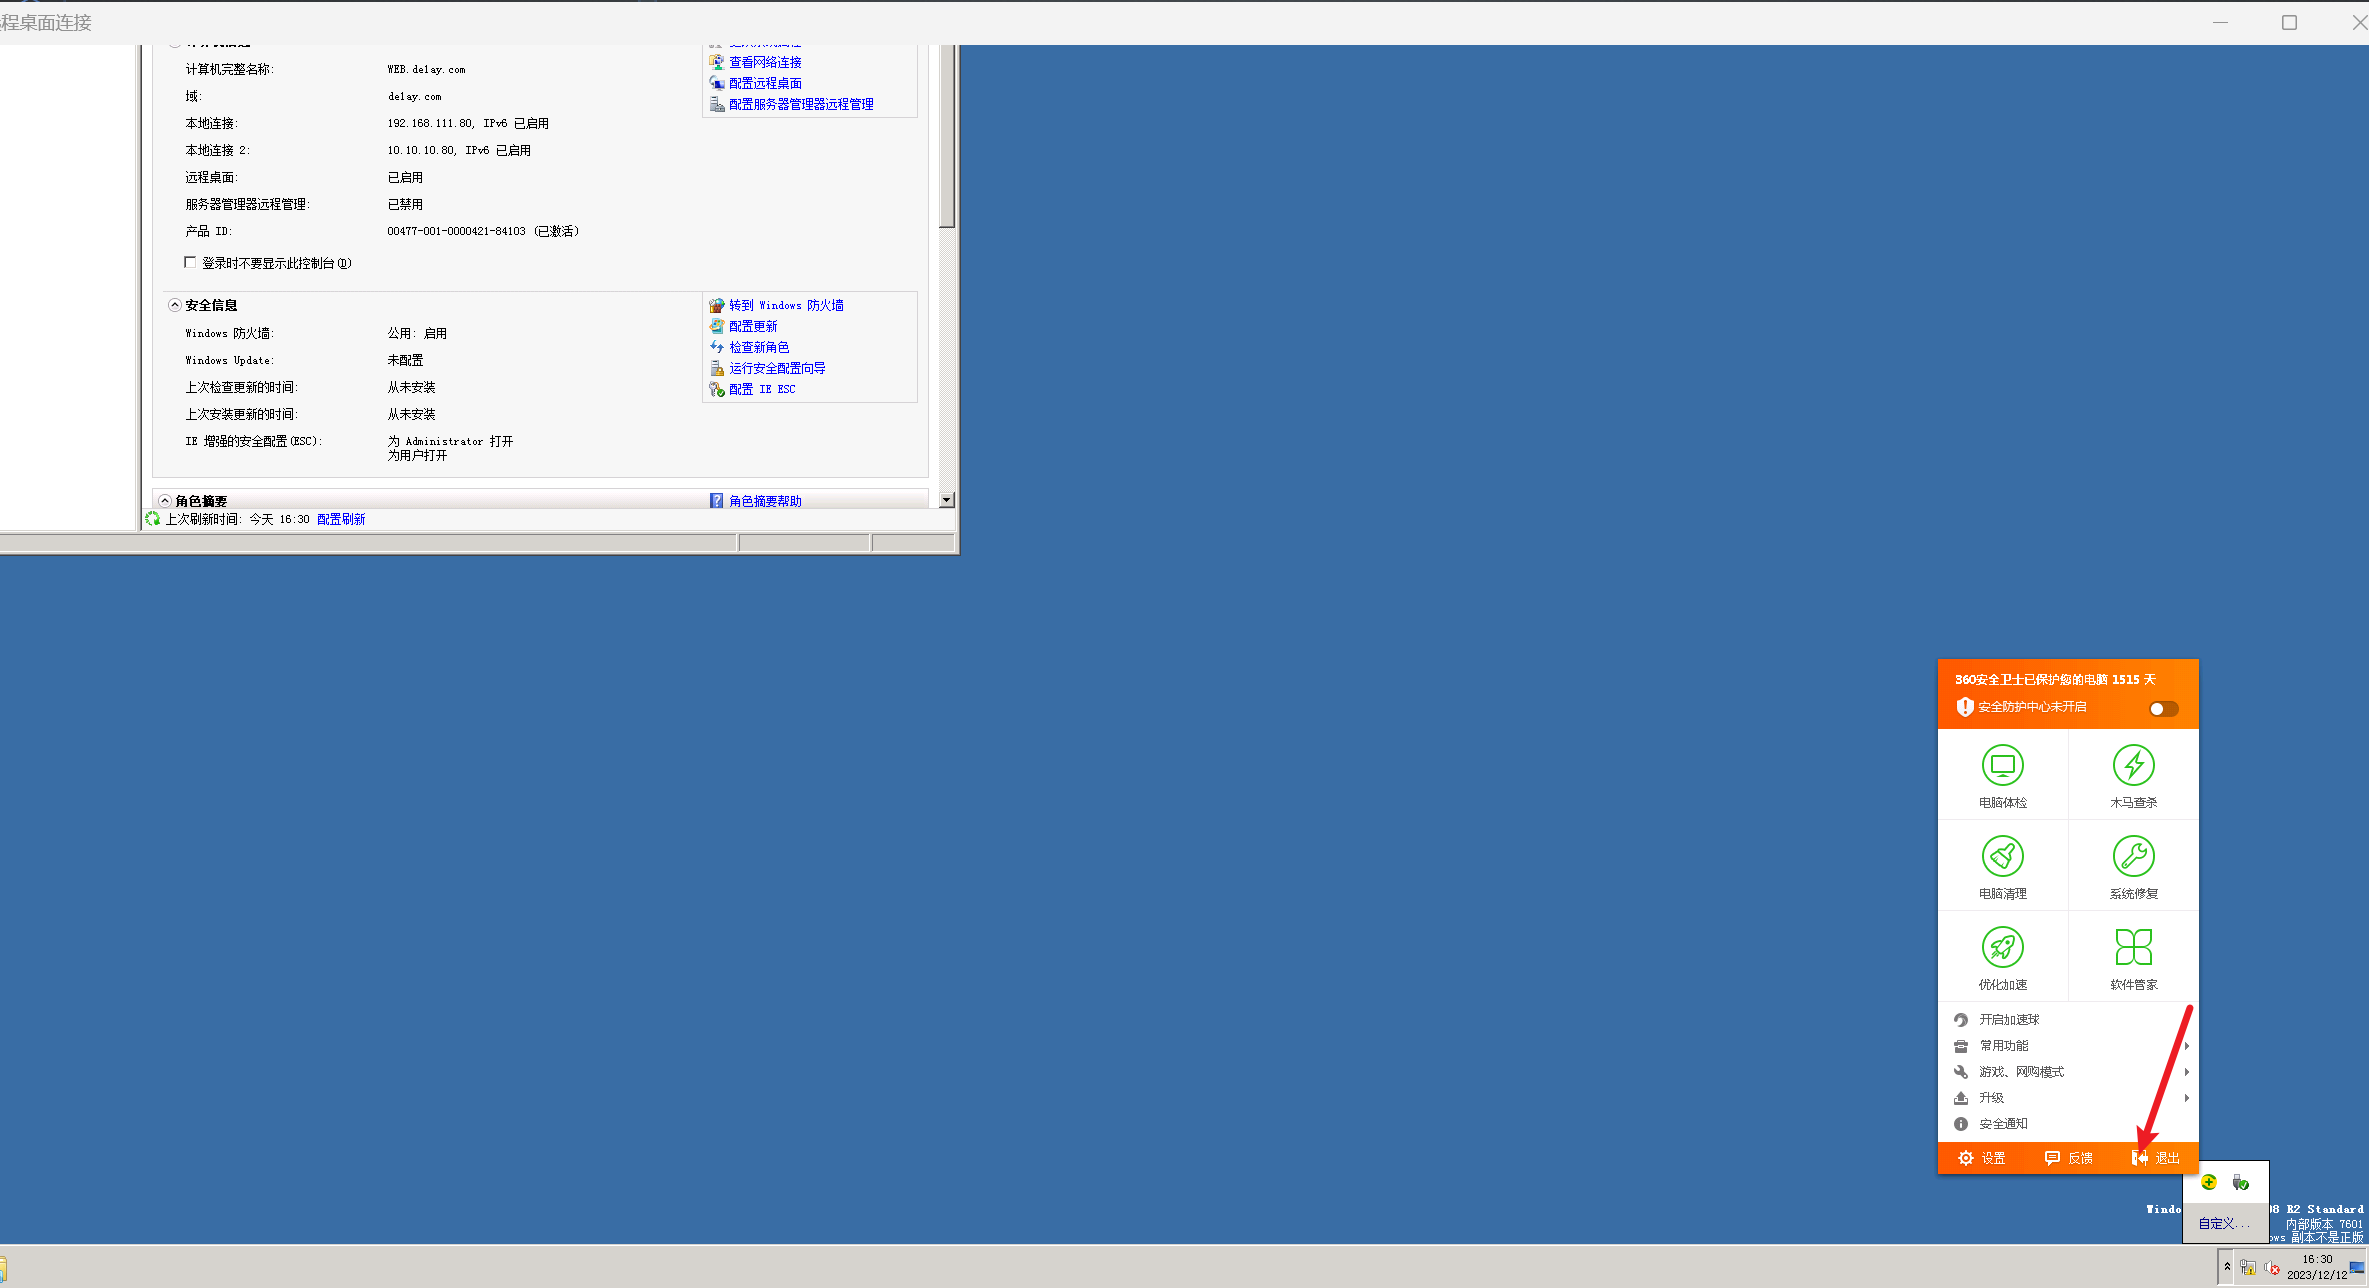 程桌面连接
计算机完整名称: WEB.delay.com
域: delay.com
本地连接: 192.168.111.80, IPv6 已启用
本地连接 2: 10.10.10.80, IPv6 已启用
远程桌面: 已启用
服务器管理器远程管理: 已禁用
产品 ID: 00477-001-0000421-84103 (已激活)
登录时不要显示此控制台(D)
查看网络连接
配置远程桌面
配置服务器管理器远程管理
安全信息
Windows 防火墙: 公用: 启用
Windows Update: 未配置
上次检查更新的时间: 从未安装
上次安装更新的时间: 从未安装
IE 增强的安全配置(ESC): 为 Administrator 打开
为用户打开
转到 Windows 防火墙
配置更新
检查新角色
运行安全配置向导
配置 IE ESC
角色摘要
角色摘要帮助
上次刷新时间: 今天 16:30 配置刷新
360安全卫士已保护您的电脑 1515 天
安全防护中心未开启
电脑体检
木马查杀
电脑清理
系统修复
优化加速
软件管家
开启加速球
常用功能
游戏、网购模式
升级
安全通知
设置
反馈
退出
自定义...
Windo
8 R2 Standard
内部版本 7601
ows 副本不是正版
16:30
2023/12/12